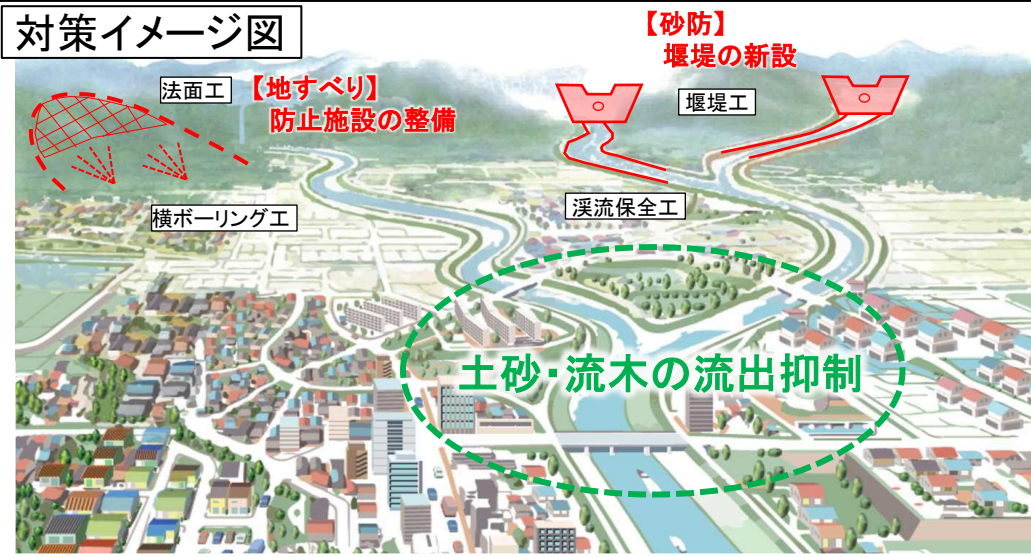 対策イメージ図
【砂防】
堰堤の新設
法面工
【地すべり】
防止施設の整備
堰堤工
横ボーリング工
渓流保全工
土砂・流木の流出抑制